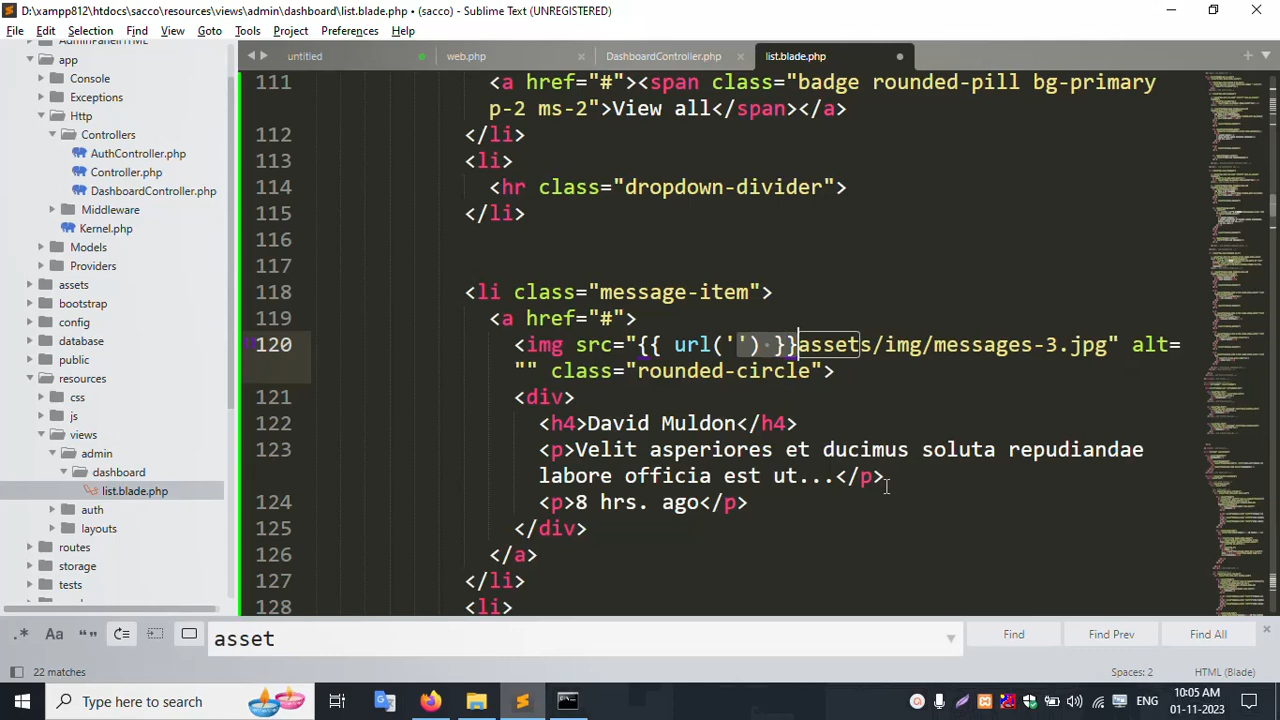 D:\xampp812\htdocs\sacco\resources\views\admin\dashboard\list.blade.php • (sacco) - Sublime Text (UNREGISTERED)
File Edit Selection Find View Goto Tools Project Preferences Help
untitled web.php DashboardController.php list.blade.php
app
Console
Exceptions
Http
Controllers
AuthController.php
Controller.php
DashboardController.php
Middleware
Kernel.php
Models
Providers
assets
bootstrap
config
database
public
resources
css
js
views
admin
dashboard
list.blade.php
auth
layouts
routes
storage
tests
111 <a href="#"><span class="badge rounded-pill bg-primary
p-2 ms-2">View all</span></a>
112 </li>
113 <li>
114 <hr class="dropdown-divider">
115 </li>
116
117
118 <li class="message-item">
119 <a href="#">
120 <img src="{{ url('') }}assets/img/messages-3.jpg" alt=
"" class="rounded-circle">
121 <div>
122 <h4>David Muldon</h4>
123 <p>Velit asperiores et ducimus soluta repudiandae
labore officia est ut...</p>
124 <p>8 hrs. ago</p>
125 </div>
126 </a>
127 </li>
128 <li>
.* Aa “” asset Find Find Prev Find All
22 matches Spaces: 2 HTML (Blade)
Type here to search
ENG
10:05 AM
01-11-2023